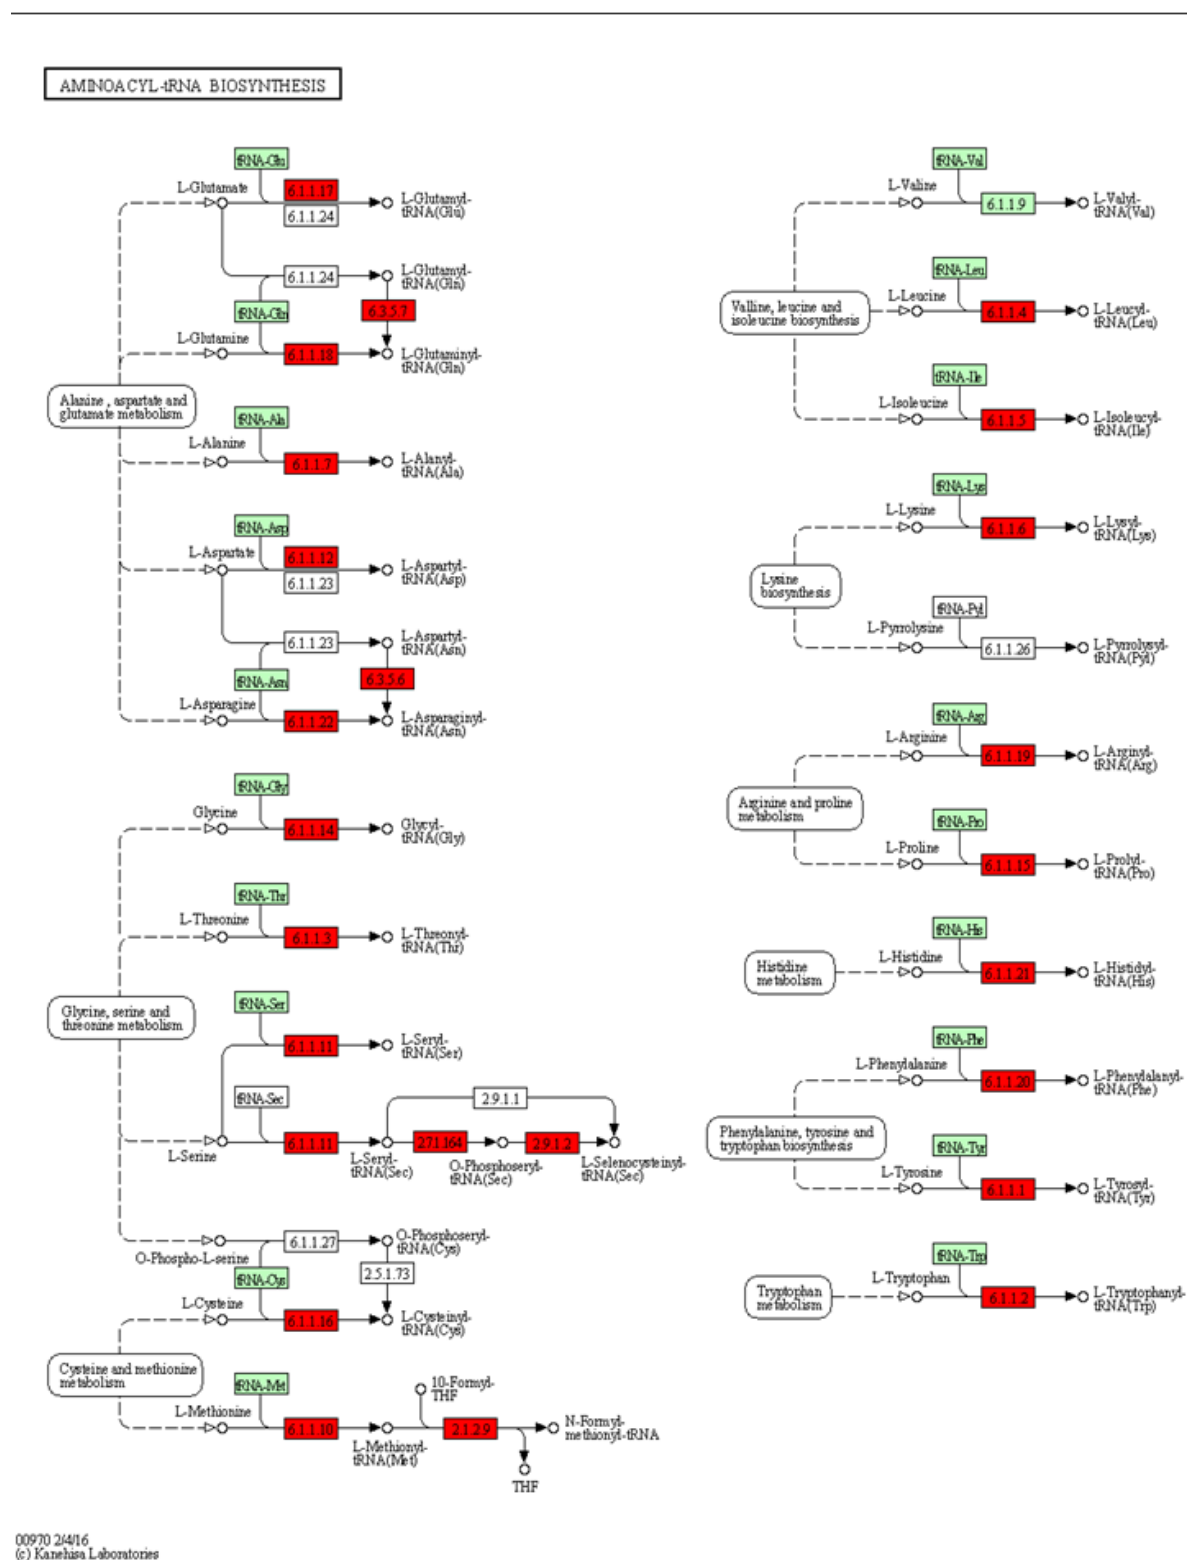 AMINOACYL-tRNA BIOSYNTHESIS
tRNA-Glu
L-Glutamate
6.1.1.17
6.1.1.24
L-Glutamyl-
tRNA(Glu)
6.1.1.24
L-Glutamyl-
tRNA(Gln)
tRNA-Gln
6.3.5.7
L-Glutamine
6.1.1.18
L-Glutaminyl-
tRNA(Gln)
Alanine, aspartate and
glutamate metabolism
tRNA-Ala
L-Alanine
6.1.1.7
L-Alanyl-
tRNA(Ala)
tRNA-Asp
L-Aspartate
6.1.1.12
6.1.1.23
L-Aspartyl-
tRNA(Asp)
6.1.1.23
L-Aspartyl-
tRNA(Asn)
tRNA-Asn
6.3.5.6
L-Asparagine
6.1.1.22
L-Asparaginyl-
tRNA(Asn)
tRNA-Gly
Glycine
6.1.1.14
Glycyl-
tRNA(Gly)
tRNA-Thr
L-Threonine
6.1.1.3
L-Threonyl-
tRNA(Thr)
Glycine, serine and
threonine metabolism
tRNA-Ser
6.1.1.11
L-Seryl-
tRNA(Ser)
tRNA-Sec
2.9.1.1
L-Serine
6.1.1.11
L-Seryl-
tRNA(Sec)
2.7.1.164
O-Phosphoseryl-
tRNA(Sec)
2.9.1.2
L-Selenocysteinyl-
tRNA(Sec)
O-Phospho-L-serine
6.1.1.27
O-Phosphoseryl-
tRNA(Cys)
tRNA-Cys
2.5.1.73
L-Cysteine
6.1.1.16
L-Cysteinyl-
tRNA(Cys)
Cysteine and methionine
metabolism
tRNA-Met
L-Methionine
6.1.1.10
L-Methionyl-
tRNA(Met)
10-Formyl-
THF
2.1.2.9
N-Formyl-
methionyl-tRNA
THF
tRNA-Val
L-Valine
6.1.1.9
L-Valyl-
tRNA(Val)
tRNA-Leu
L-Leucine
6.1.1.4
L-Leucyl-
tRNA(Leu)
Valline, leucine and
isoleucine biosynthesis
tRNA-Ile
L-Isoleucine
6.1.1.5
L-Isoleucyl-
tRNA(Ile)
tRNA-Lys
L-Lysine
6.1.1.6
L-Lysyl-
tRNA(Lys)
Lysine
biosynthesis
tRNA-Pyl
L-Pyrrolysine
6.1.1.26
L-Pyrrolysyl-
tRNA(Pyl)
tRNA-Arg
L-Arginine
6.1.1.19
L-Arginyl-
tRNA(Arg)
Arginine and proline
metabolism
tRNA-Pro
L-Proline
6.1.1.15
L-Prolyl-
tRNA(Pro)
tRNA-His
L-Histidine
Histidine
metabolism
6.1.1.21
L-Histidyl-
tRNA(His)
tRNA-Phe
L-Phenylalanine
6.1.1.20
L-Phenylalanyl-
tRNA(Phe)
Phenylalanine, tyrosine and
tryptophan biosynthesis
tRNA-Tyr
L-Tyrosine
6.1.1.1
L-Tyrosyl-
tRNA(Tyr)
tRNA-Trp
L-Tryptophan
Tryptophan
metabolism
6.1.1.2
L-Tryptophanyl-
tRNA(Trp)
00970 2/4/16
(c) Kanehisa Laboratories